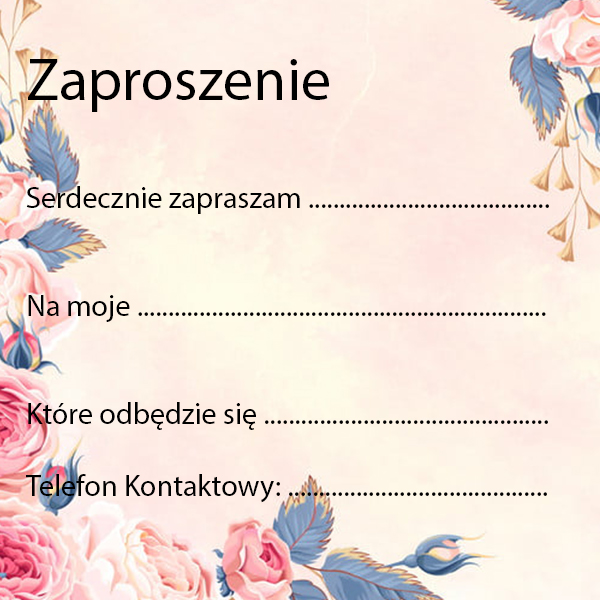 Zaproszenie
Serdecznie zapraszam .......................................
Na moje ..................................................................
Które odbędzie się ..............................................
Telefon Kontaktowy: ..........................................